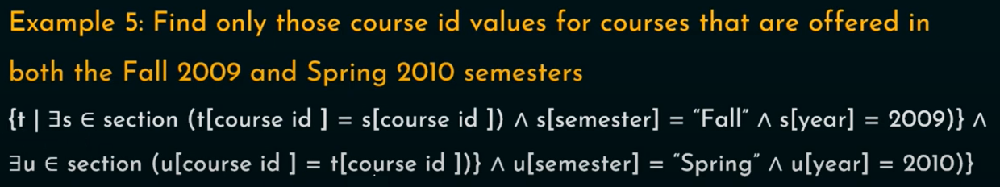 Example 5: Find only those course id values for courses that are offered in
both the Fall 2009 and Spring 2010 semesters
{t | ∃s ∈ section (t[course id ] = s[course id ]) ∧ s[semester] = “Fall” ∧ s[year] = 2009)} ∧
∃u ∈ section (u[course id ] = t[course id ])} ∧ u[semester] = “Spring” ∧ u[year] = 2010)}